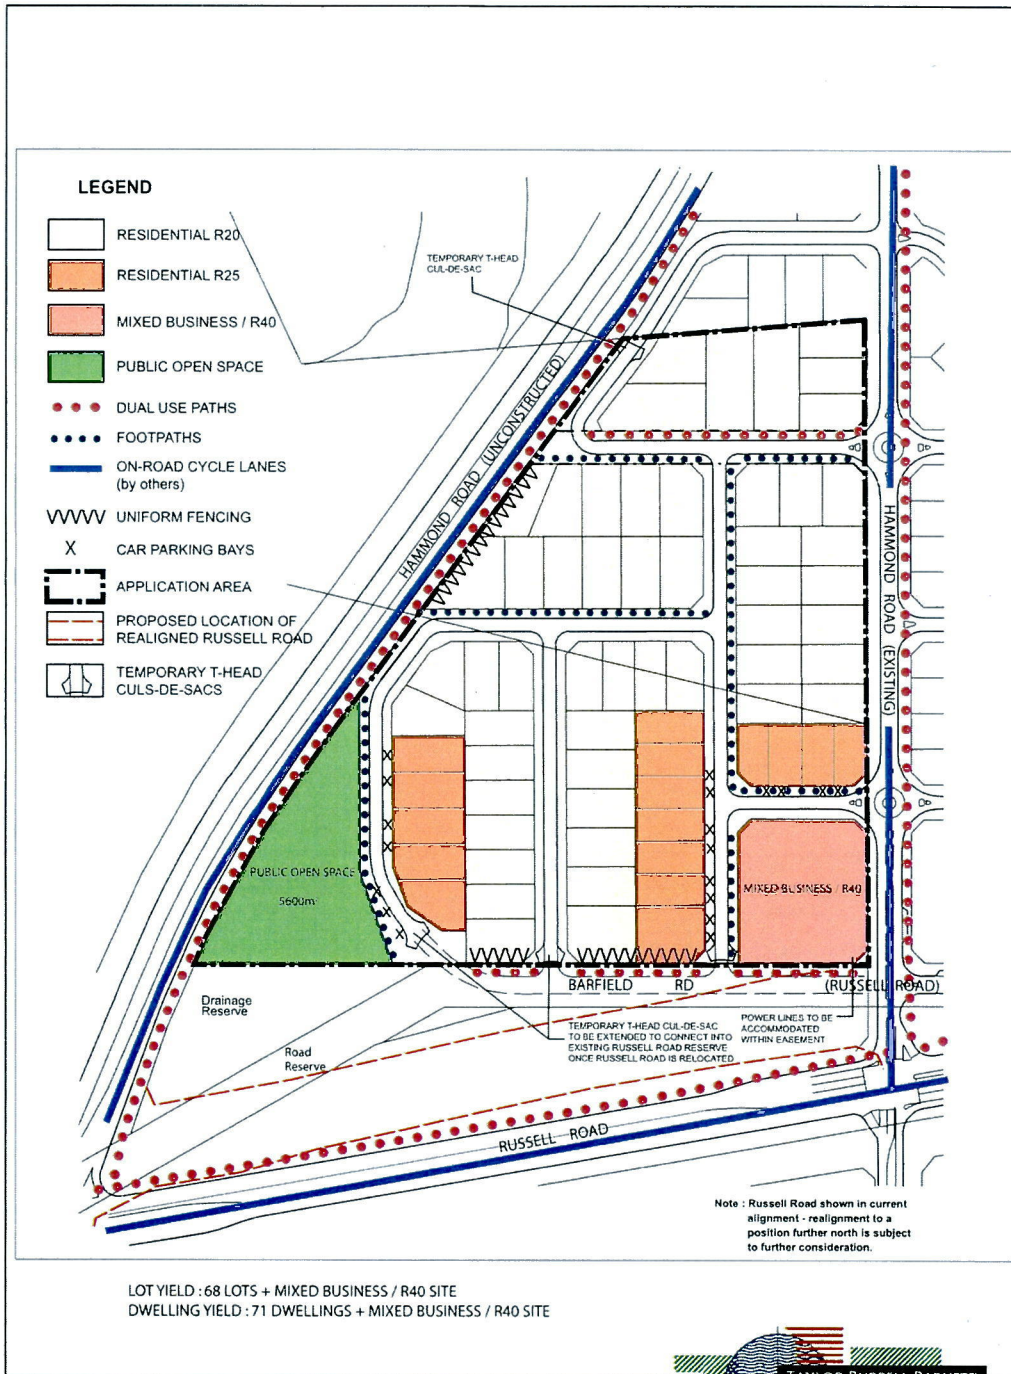 LEGEND
RESIDENTIAL R20
RESIDENTIAL R25
MIXED BUSINESS / R40
PUBLIC OPEN SPACE
DUAL USE PATHS
FOOTPATHS
ON-ROAD CYCLE LANES
(by others)
UNIFORM FENCING
X CAR PARKING BAYS
APPLICATION AREA
PROPOSED LOCATION OF
REALIGNED RUSSELL ROAD
TEMPORARY T-HEAD
CULS-DE-SACS
TEMPORARY T-HEAD
CUL-DE-SAC
HAMMOND ROAD (UNCONSTRUCTED)
HAMMOND ROAD (EXISTING)
PUBLIC OPEN SPACE
5600m
MIXED BUSINESS / R40
BARFIELD RD (RUSSELL ROAD)
Drainage
Reserve
Road
Reserve
TEMPORARY T-HEAD CUL-DE-SAC
TO BE EXTENDED TO CONNECT INTO
EXISTING RUSSELL ROAD RESERVE
ONCE RUSSELL ROAD IS RELOCATED
POWER LINES TO BE
ACCOMMODATED
WITHIN EASEMENT
RUSSELL ROAD
Note : Russell Road shown in current
alignment - realignment to a
position further north is subject
to further consideration.
LOT YIELD : 68 LOTS + MIXED BUSINESS / R40 SITE
DWELLING YIELD : 71 DWELLINGS + MIXED BUSINESS / R40 SITE